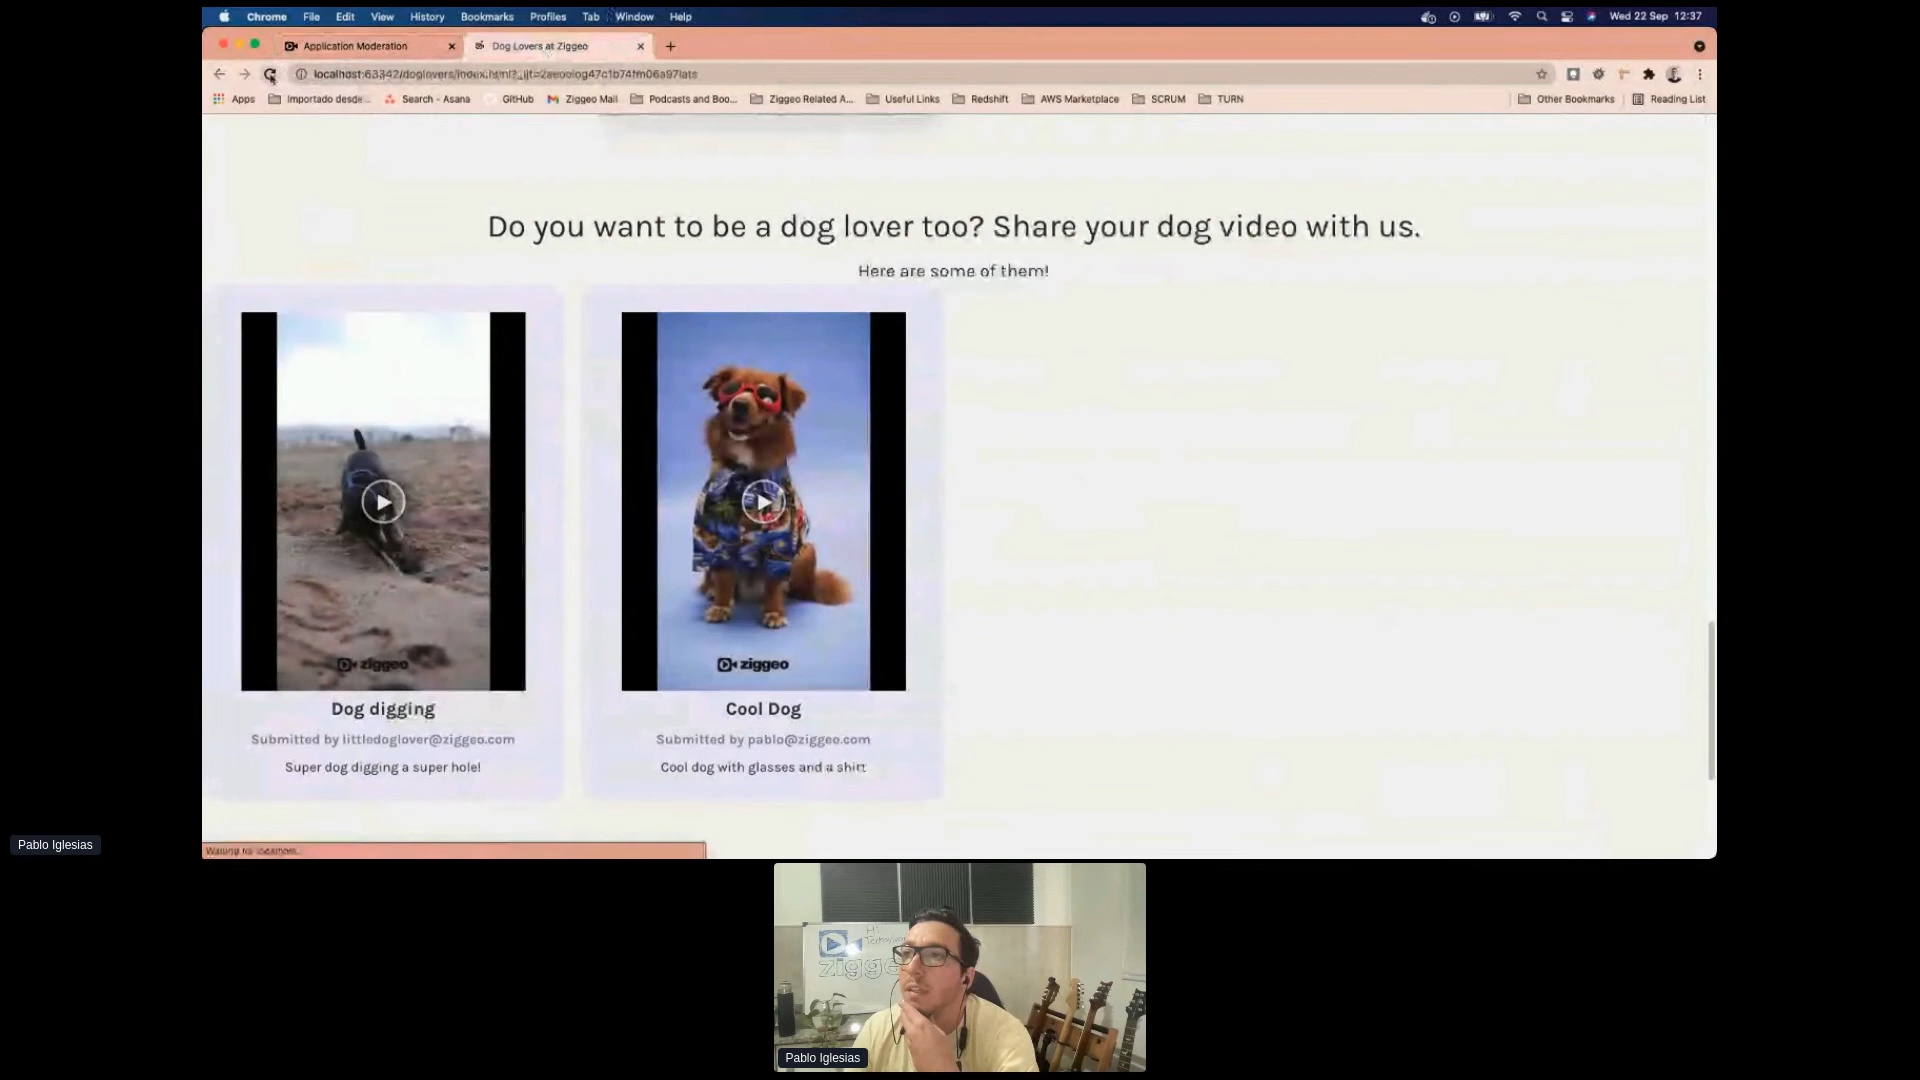 Chrome File Edit View History Bookmarks Profiles Tab Window Help Wed 22 Sep 12:37
Application Moderation Dog Lovers at Ziggeo
Apps Importado desde... Search - Asana GitHub Ziggeo Mail Podcasts and Boo... Ziggeo Related A... Useful Links Redshift AWS Marketplace SCRUM TURN Other Bookmarks Reading List
Do you want to be a dog lover too? Share your dog video with us.
Here are some of them!
ziggeo ziggeo
Dog digging Cool Dog
Submitted by littledoglover@ziggeo.com Submitted by pablo@ziggeo.com
Super dog digging a super hole! Cool dog with glasses and a shirt
Pablo Iglesias
Hi
Pablo Iglesias